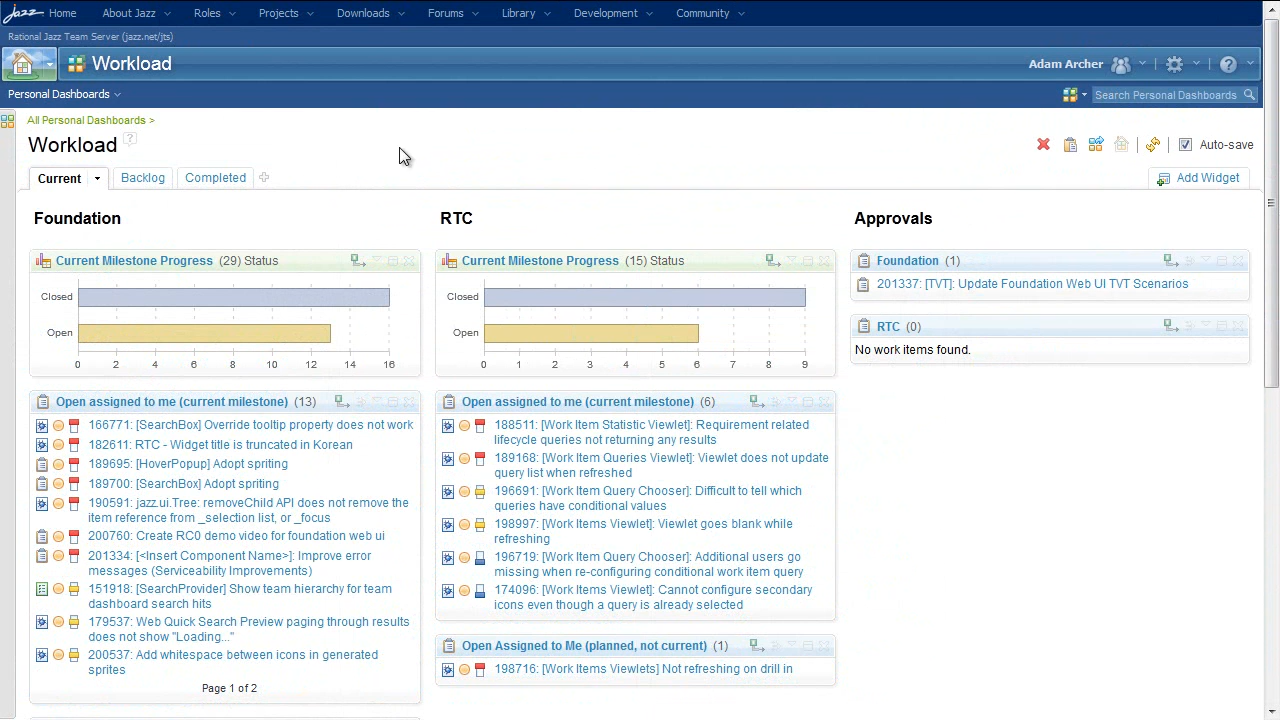 Jazz Home About Jazz Roles Projects Downloads Forums Library Development Community
Rational Jazz Team Server (jazz.net/jts)
Workload Adam Archer
Personal Dashboards Search Personal Dashboards
All Personal Dashboards >
Workload ? Auto-save
Current Backlog Completed Add Widget
Foundation
Current Milestone Progress (29) Status
Closed
Open
0 2 4 6 8 10 12 14 16
Open assigned to me (current milestone) (13)
166771: [SearchBox] Override tooltip property does not work
182611: RTC - Widget title is truncated in Korean
189695: [HoverPopup] Adopt spriting
189700: [SearchBox] Adopt spriting
190591: jazz.ui.Tree: removeChild API does not remove the
item reference from _selection list, or _focus
200760: Create RC0 demo video for foundation web ui
201334: [<Insert Component Name>]: Improve error
messages (Serviceability Improvements)
151918: [SearchProvider] Show team hierarchy for team
dashboard search hits
179537: Web Quick Search Preview paging through results
does not show "Loading..."
: Add whitespace between icons in generated
sprites
Page 1 of 2
RTC
Current Milestone Progress (15) Status
Closed
Open
0 1 2 3 4 5 6 7 8 9
Open assigned to me (current milestone) (6)
188511: [Work Item Statistic Viewlet]: Requirement related
lifecycle queries not returning any results
189168: [Work Item Queries Viewlet]: Viewlet does not update
query list when refreshed
196691: [Work Item Query Chooser]: Difficult to tell which
queries have conditional values
198997: [Work Items Viewlet]: Viewlet goes blank while
refreshing
196719: [Work Item Query Chooser]: Additional users go
missing when re-configuring conditional work item query
174096: [Work Items Viewlet]: Cannot configure secondary
icons even though a query is already selected
Open Assigned to Me (planned, not current) (1)
198716: [Work Items Viewlets] Not refreshing on drill in
Approvals
Foundation (1)
201337: [TVT]: Update Foundation Web UI TVT Scenarios
RTC (0)
No work items found.